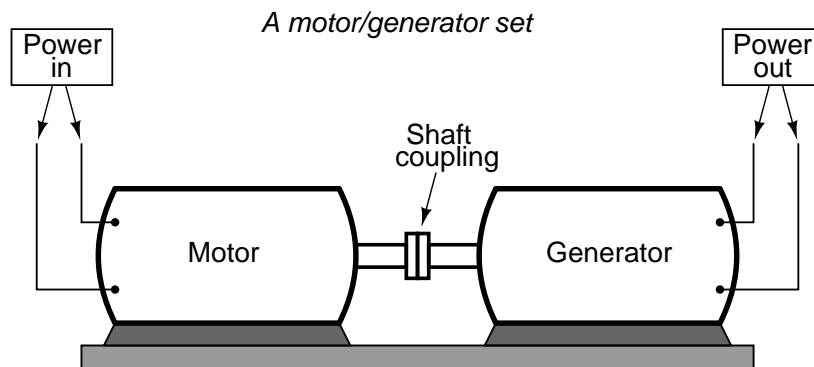 A motor/generator set
Power
in
Power
out
Shaft
coupling
Motor
Generator